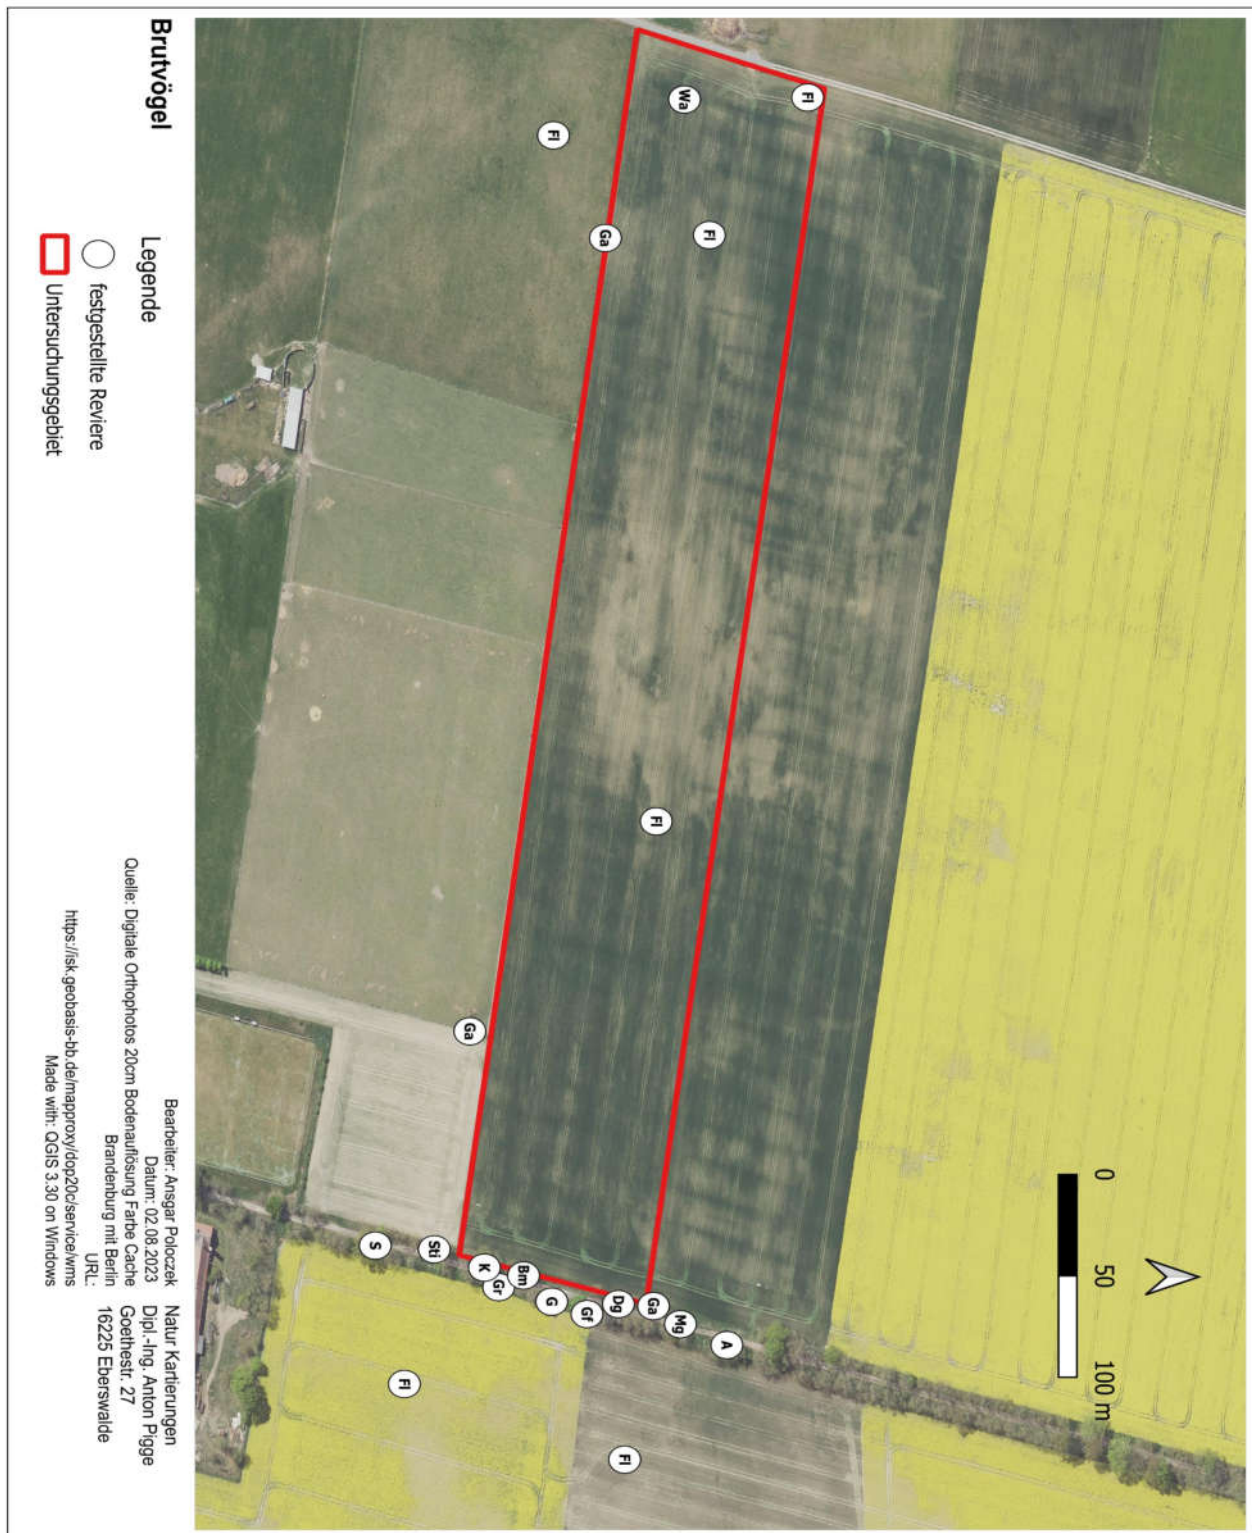 Brutvögel
Legende
festgestellte Reviere
Untersuchungsgebiet
Bearbeiter: Ansgar Poloczek
Datum: 02.08.2023
Quelle: Digitale Orthophotos 20cm Bodenauflösung Farbe Cache
Brandenburg mit Berlin
URL:
https://isk.geobasis-bb.de/mapproxy/dop20c/service/wms
Made with: QGIS 3.30 on Windows
Natur Kartierungen
Dipl.-Ing. Anton Pigge
Goethestr. 27
16225 Eberswalde
0 50 100 m
Fl
Wa
Fl
Fl
Ga
Fl
Ga
A
Mg
Ga
Dg
Gf
G
Bm
Gr
K
Sti
S
Fl
Fl